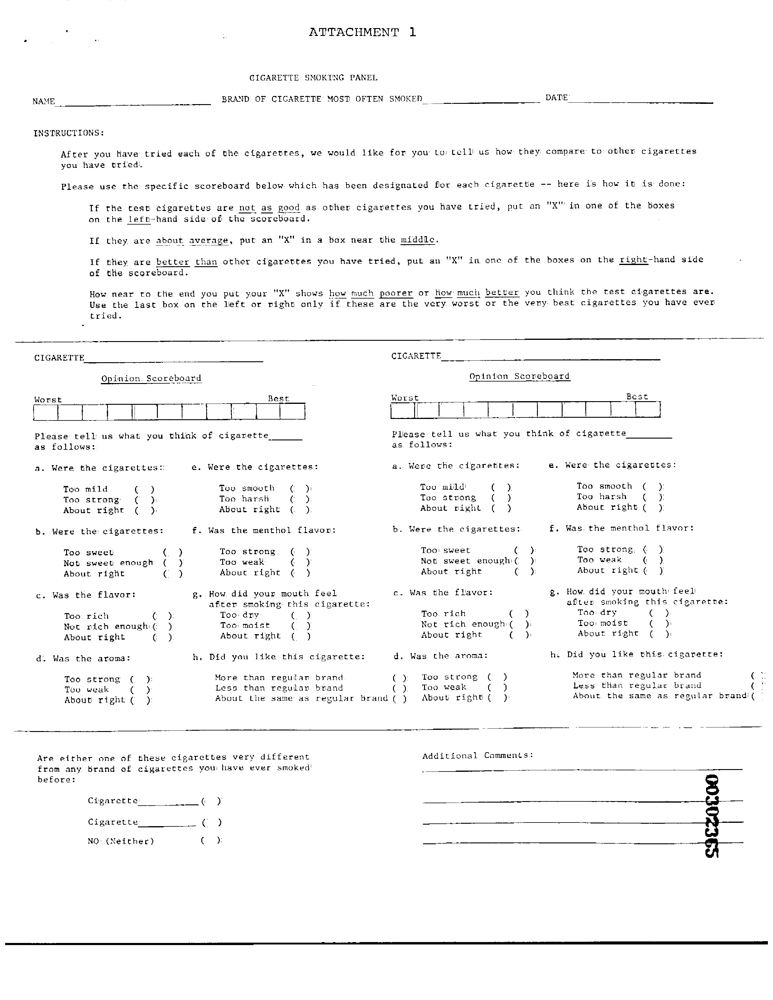 ATTACHMENT 1
CIGARETTE SMOKING PANEL
NAME____________ BRAND OF CIGARETTE MOST OFTEN SMOKED____________ DATE____________
INSTRUCTIONS:
After you have tried each of the cigarettes, we would like for you to tell us how they compare to other cigarettes
you have tried.
Please use the specific scoreboard below which has been designated for each cigarette -- here is how it is done:
If the test cigarettes are not as good as other cigarettes you have tried, put an "X" in one of the boxes
on the left-hand side of the scoreboard.
If they are about average, put an "X" in a box near the middle.
If they are better than other cigarettes you have tried, put an "X" in one of the boxes on the right-hand side
of the scoreboard.
How near to the end you put your "X" shows how much poorer or how much better you think the test cigarettes are.
Use the last box on the left or right only if these are the very worst or the very best cigarettes you have ever
tried.
CIGARETTE____________
Opinion Scoreboard
Worst Best
Please tell us what you think of cigarette______
as follows:
a. Were the cigarettes:
Too mild ( )
Too strong ( )
About right ( )
b. Were the cigarettes:
Too sweet ( )
Not sweet enough ( )
About right ( )
c. Was the flavor:
Too rich ( )
Not rich enough ( )
About right ( )
d. Was the aroma:
Too strong ( )
Too weak ( )
About right ( )
e. Were the cigarettes:
Too smooth ( )
Too harsh ( )
About right ( )
f. Was the menthol flavor:
Too strong ( )
Too weak ( )
About right ( )
g. How did your mouth feel
after smoking this cigarette:
Too dry ( )
Too moist ( )
About right ( )
h. Did you like this cigarette:
More than regular brand ( )
Less than regular brand ( )
About the same as regular brand ( )
CIGARETTE____________
Opinion Scoreboard
Worst Best
Please tell us what you think of cigarette________
as follows:
a. Were the cigarettes:
Too mild ( )
Too strong ( )
About right ( )
b. Were the cigarettes:
Too sweet ( )
Not sweet enough ( )
About right ( )
c. Was the flavor:
Too rich ( )
Not rich enough ( )
About right ( )
d. Was the aroma:
Too strong ( )
Too weak ( )
About right ( )
e. Were the cigarettes:
Too smooth ( )
Too harsh ( )
About right ( )
f. Was the menthol flavor:
Too strong ( )
Too weak ( )
About right ( )
g. How did your mouth feel
after smoking this cigarette:
Too dry ( )
Too moist ( )
About right ( )
h. Did you like this cigarette:
More than regular brand ( )
Less than regular brand ( )
About the same as regular brand (
Are either one of these cigarettes very different
from any brand of cigarettes you have ever smoked
before:
Cigarette__________ ( )
Cigarette__________ ( )
NO (Neither) ( )
Additional Comments:
00302365